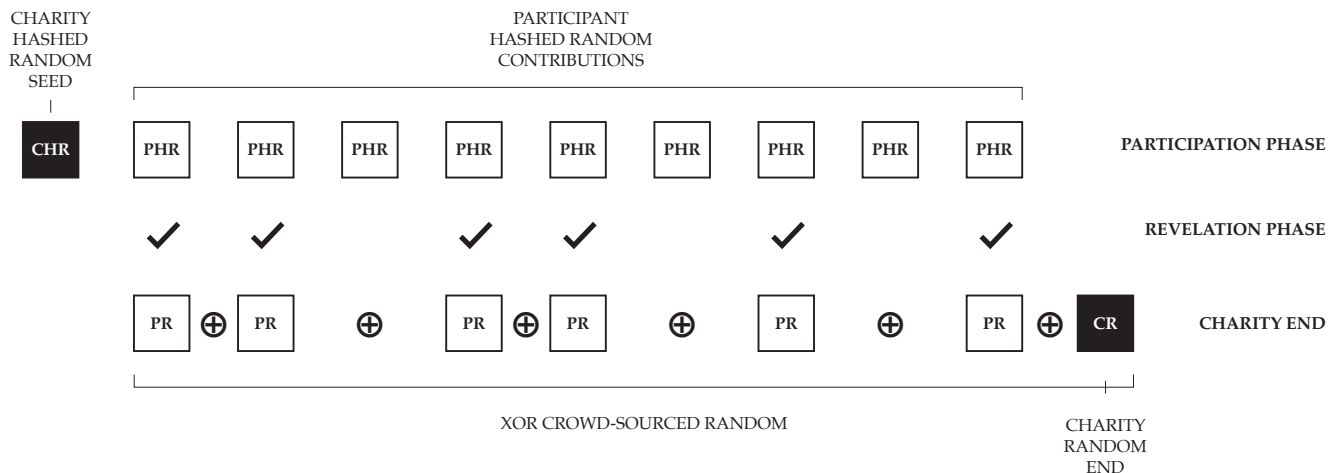 CHARITY
HASHED
RANDOM
SEED
PARTICIPANT
HASHED RANDOM
CONTRIBUTIONS
CHR PHR PHR PHR PHR PHR PHR PHR PHR PHR PARTICIPATION PHASE
REVELATION PHASE
PR ⊕ PR ⊕ PR ⊕ PR ⊕ PR ⊕ PR ⊕ CR CHARITY END
XOR CROWD-SOURCED RANDOM
CHARITY
RANDOM
END